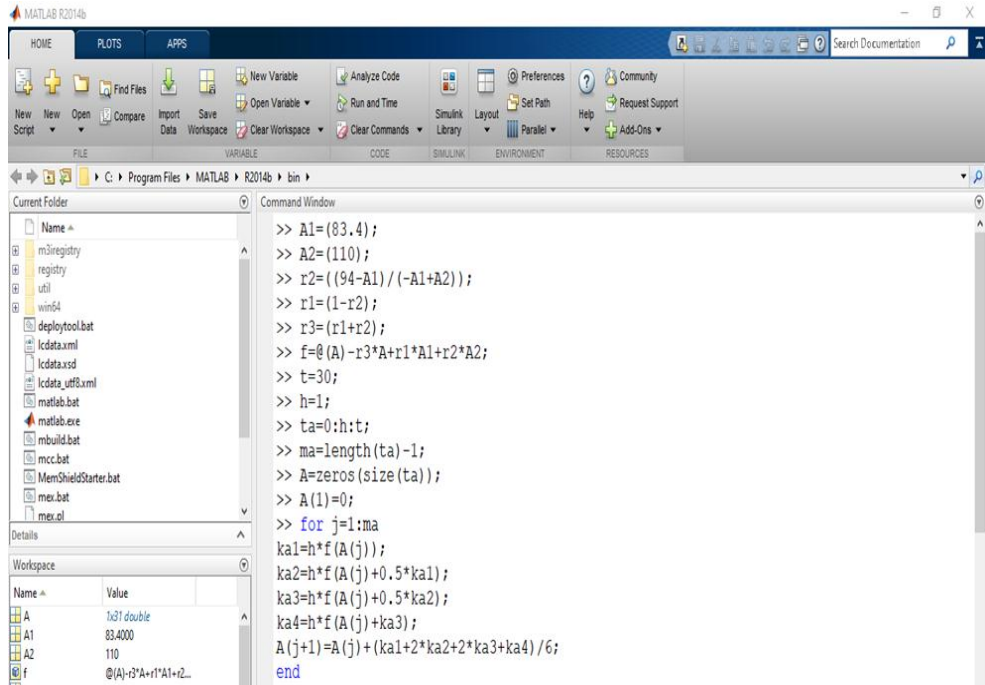 MATLAB R2014b
HOME PLOTS APPS Search Documentation
New Script New Open Find Files Compare Import Data Save Workspace New Variable Open Variable Clear Workspace Analyze Code Run and Time Clear Commands Simulink Library Layout Preferences Set Path Parallel Help Community Request Support Add-Ons
FILE VARIABLE CODE SIMULINK ENVIRONMENT RESOURCES
C: Program Files MATLAB R2014b bin
Current Folder
Name
m3iregistry
registry
util
win64
deploytool.bat
lcdata.xml
lcdata.xsd
lcdata_utf8.xml
matlab.bat
matlab.exe
mbuild.bat
mcc.bat
MemShieldStarter.bat
mex.bat
mex.pl
Details
Workspace
Name Value
A 1x31 double
A1 83.4000
A2 110
f @(A)-r3*A+r1*A1+r2...
Command Window
>> A1=(83.4);
>> A2=(110);
>> r2=((94-A1)/(-A1+A2));
>> r1=(1-r2);
>> r3=(r1+r2);
>> f=@(A)-r3*A+r1*A1+r2*A2;
>> t=30;
>> h=1;
>> ta=0:h:t;
>> ma=length(ta)-1;
>> A=zeros(size(ta));
>> A(1)=0;
>> for j=1:ma
ka1=h*f(A(j));
ka2=h*f(A(j)+0.5*ka1);
ka3=h*f(A(j)+0.5*ka2);
ka4=h*f(A(j)+ka3);
A(j+1)=A(j)+(ka1+2*ka2+2*ka3+ka4)/6;
end